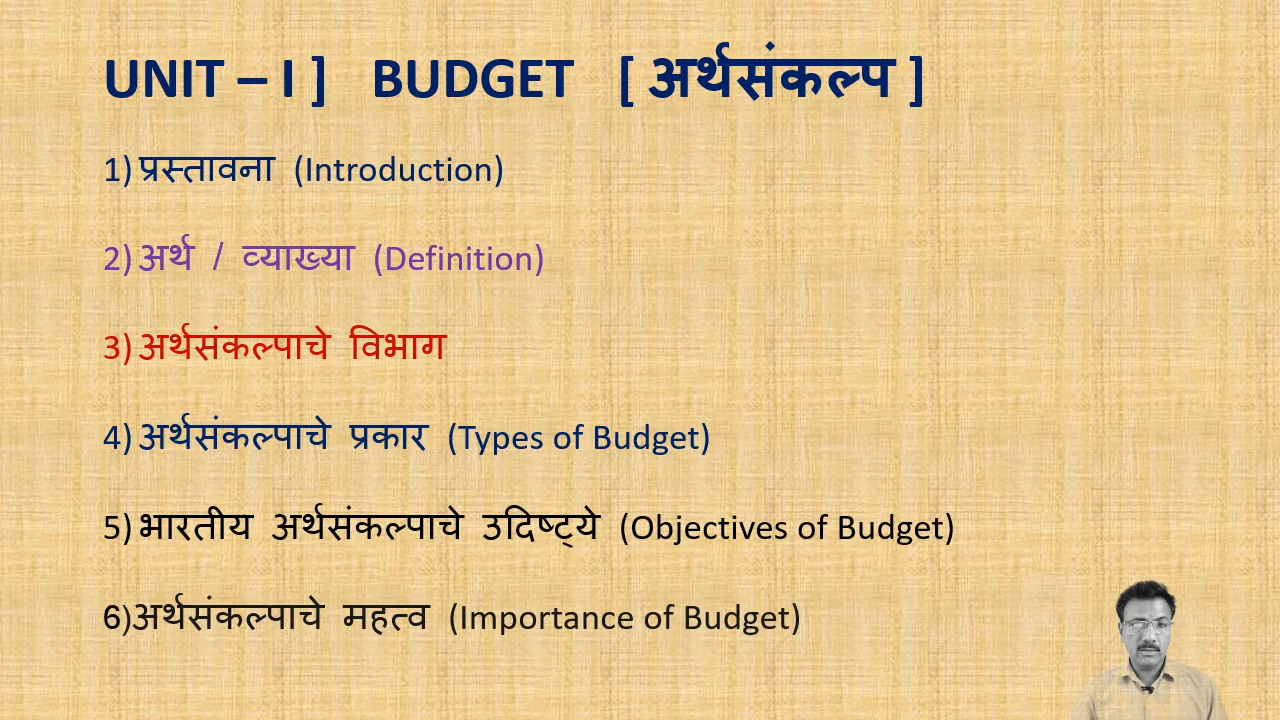 UNIT – I ] BUDGET [ अर्थसंकल्प ]
1) प्रस्तावना (Introduction)
2) अर्थ / व्याख्या (Definition)
3) अर्थसंकल्पाचे विभाग
4) अर्थसंकल्पाचे प्रकार (Types of Budget)
5) भारतीय अर्थसंकल्पाचे उदिष्ट्ये (Objectives of Budget)
6)अर्थसंकल्पाचे महत्व (Importance of Budget)